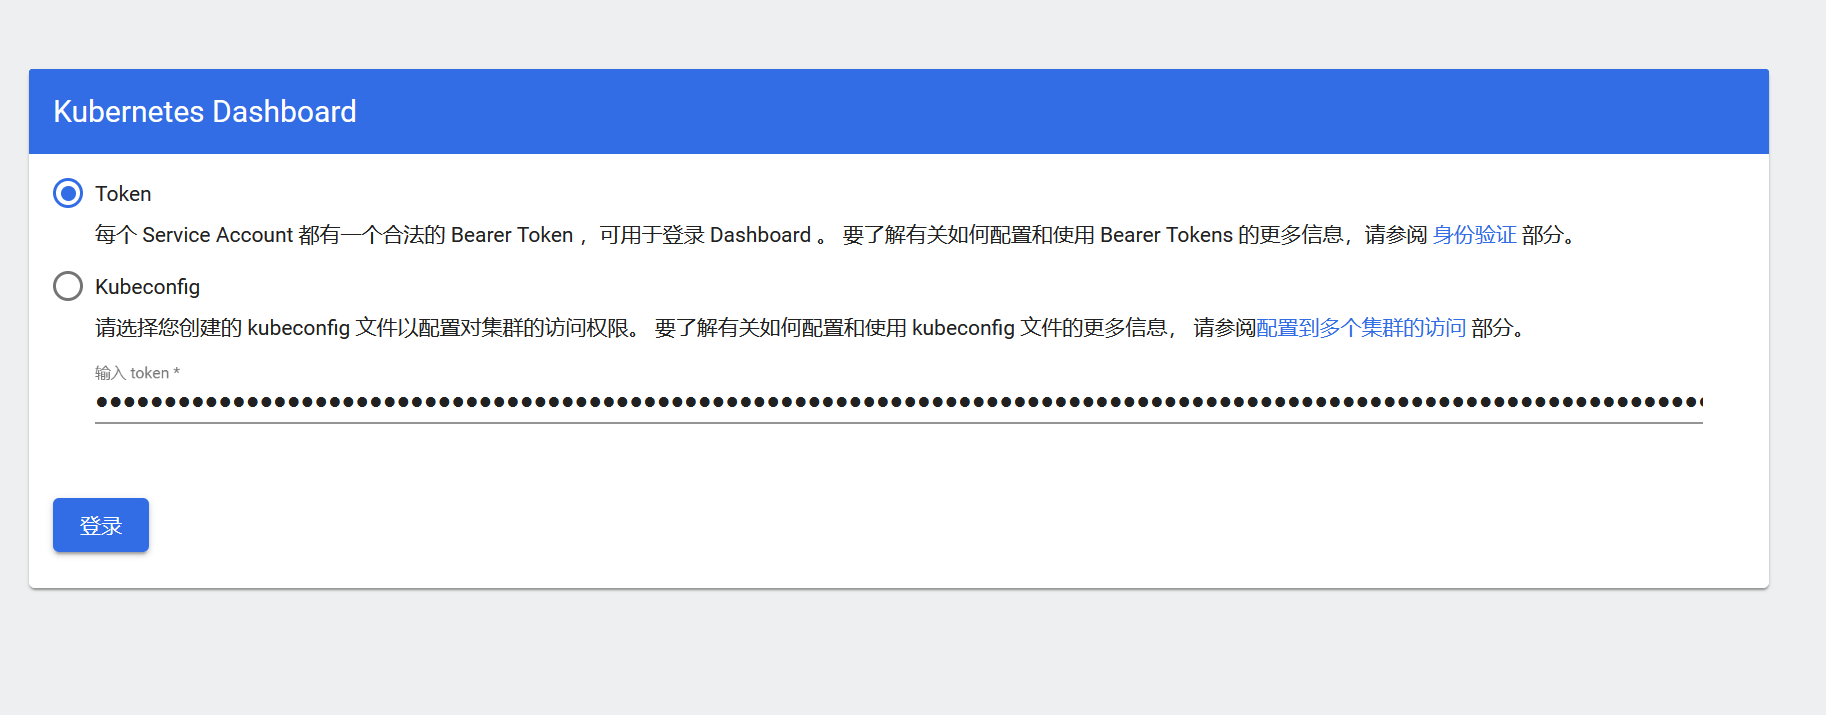 Kubernetes Dashboard
Token
每个 Service Account 都有一个合法的 Bearer Token ，可用于登录 Dashboard 。 要了解有关如何配置和使用 Bearer Tokens 的更多信息，请参阅 身份验证 部分。
Kubeconfig
请选择您创建的 kubeconfig 文件以配置对集群的访问权限。 要了解有关如何配置和使用 kubeconfig 文件的更多信息， 请参阅配置到多个集群的访问 部分。
输入 token *
登录